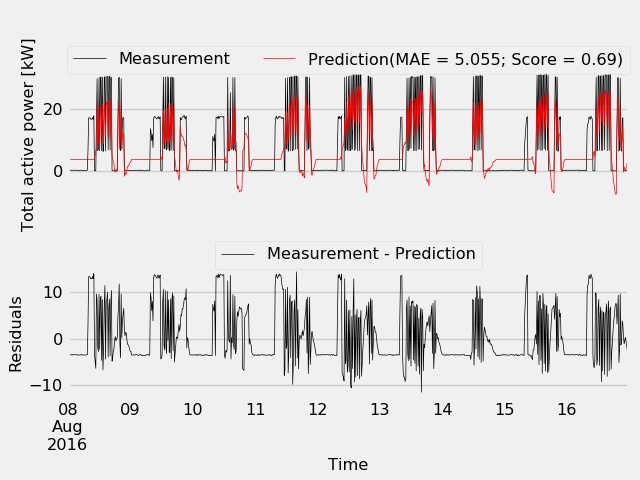 Measurement
Prediction(MAE = 5.055; Score = 0.69)
Total active power [kW]
20
0
Measurement - Prediction
Residuals
10
0
−10
08 09 10 11 12 13 14 15 16
Aug
2016
Time